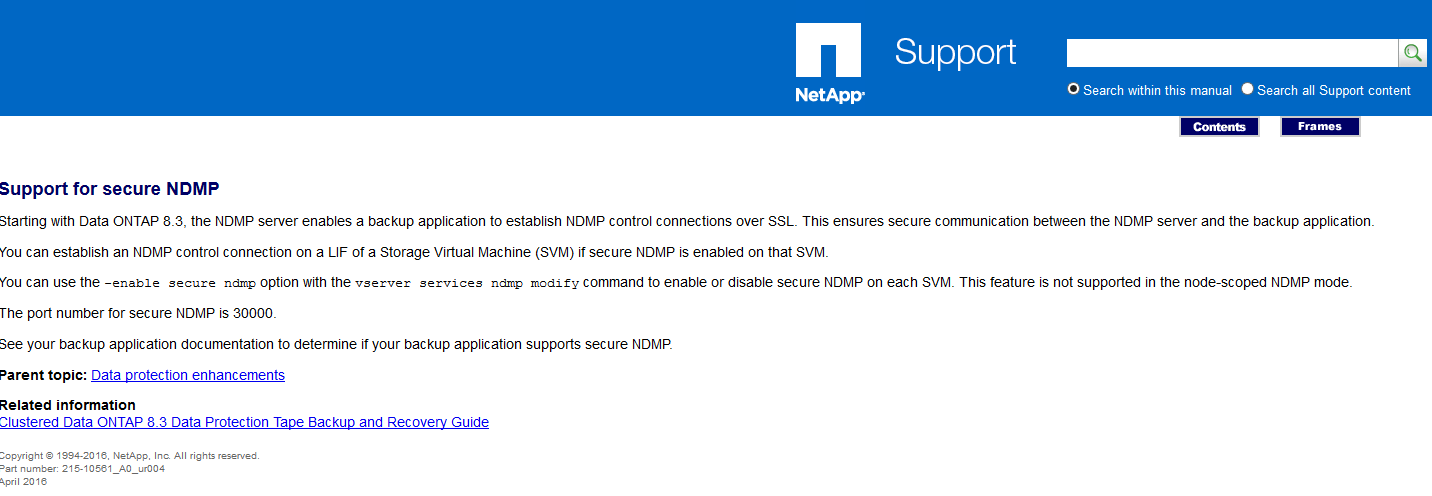 NetApp
Support
Search within this manual Search all Support content
Contents Frames
Support for secure NDMP
Starting with Data ONTAP 8.3, the NDMP server enables a backup application to establish NDMP control connections over SSL. This ensures secure communication between the NDMP server and the backup application.
You can establish an NDMP control connection on a LIF of a Storage Virtual Machine (SVM) if secure NDMP is enabled on that SVM.
You can use the -enable secure ndmp option with the vserver services ndmp modify command to enable or disable secure NDMP on each SVM. This feature is not supported in the node-scoped NDMP mode.
The port number for secure NDMP is 30000.
See your backup application documentation to determine if your backup application supports secure NDMP.
Parent topic: Data protection enhancements
Related information
Clustered Data ONTAP 8.3 Data Protection Tape Backup and Recovery Guide
Copyright © 1994-2016, NetApp, Inc. All rights reserved.
Part number: 215-10561_A0_ur004
April 2016